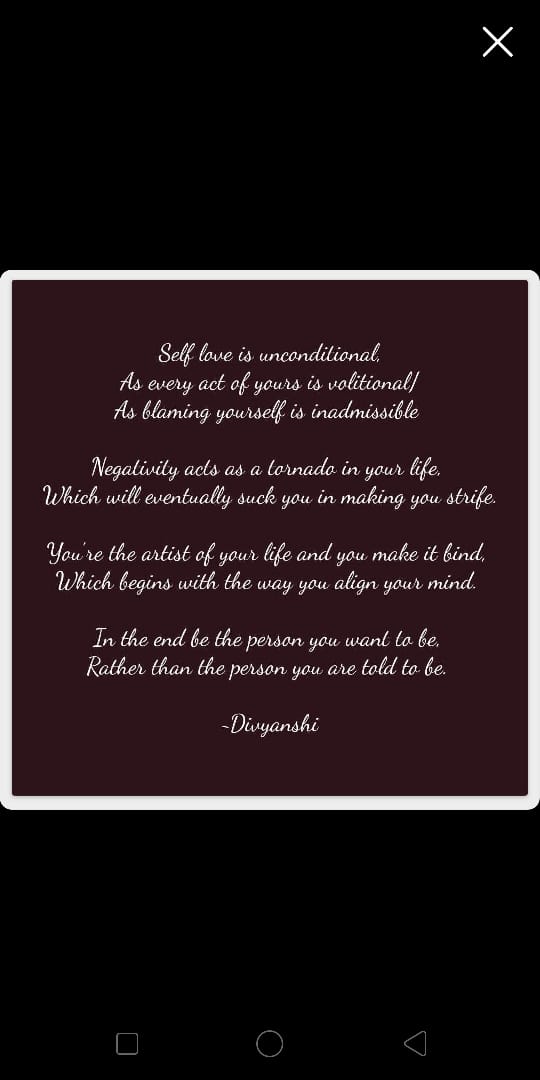 Self love is unconditional,
As every act of yours is volitional/
As blaming yourself is inadmissible
Negativity acts as a tornado in your life,
Which will eventually suck you in making you strife.
You're the artist of your life and you make it bind,
Which begins with the way you align your mind.
In the end be the person you want to be,
Rather than the person you are told to be.
~Divyanshi